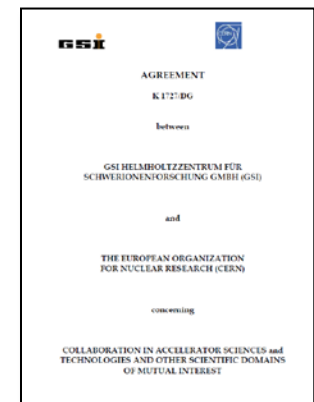 GSI
AGREEMENT
K 1727/DG
between
GSI HELMHOLTZZENTRUM FÜR
SCHWERIONENFORSCHUNG GMBH (GSI)
and
THE EUROPEAN ORGANIZATION
FOR NUCLEAR RESEARCH (CERN)
concerning
COLLABORATION IN ACCELERATOR SCIENCES and
TECHNOLOGIES AND OTHER SCIENTIFIC DOMAINS
OF MUTUAL INTEREST